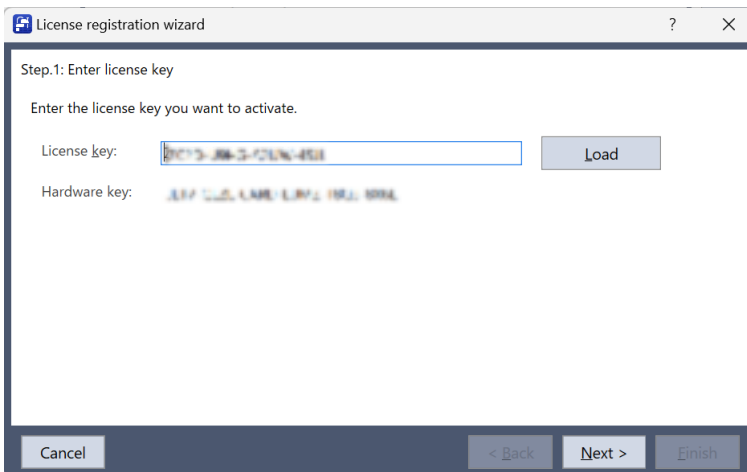 License registration wizard
Step.1: Enter license key
Enter the license key you want to activate.
License key: Load
Hardware key:
Cancel < Back Next > Finish